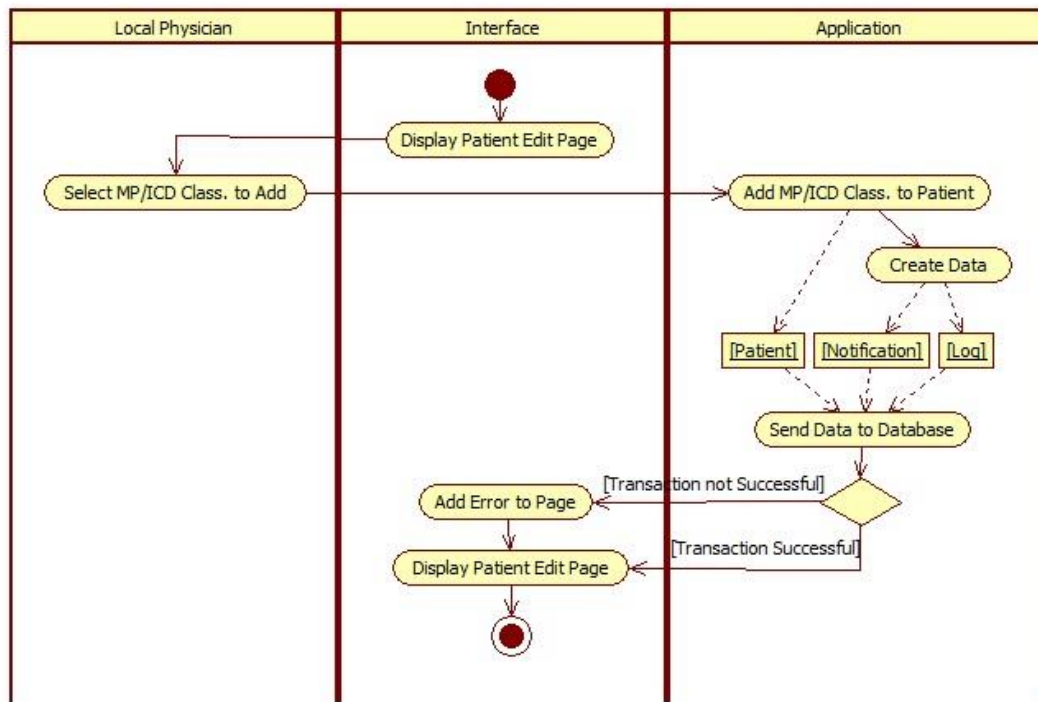 Local Physician
Interface
Application
Display Patient Edit Page
Select MP/ICD Class. to Add
Add MP/ICD Class. to Patient
Create Data
[Patient]
[Notification]
[Log]
Send Data to Database
[Transaction not Successful]
Add Error to Page
[Transaction Successful]
Display Patient Edit Page